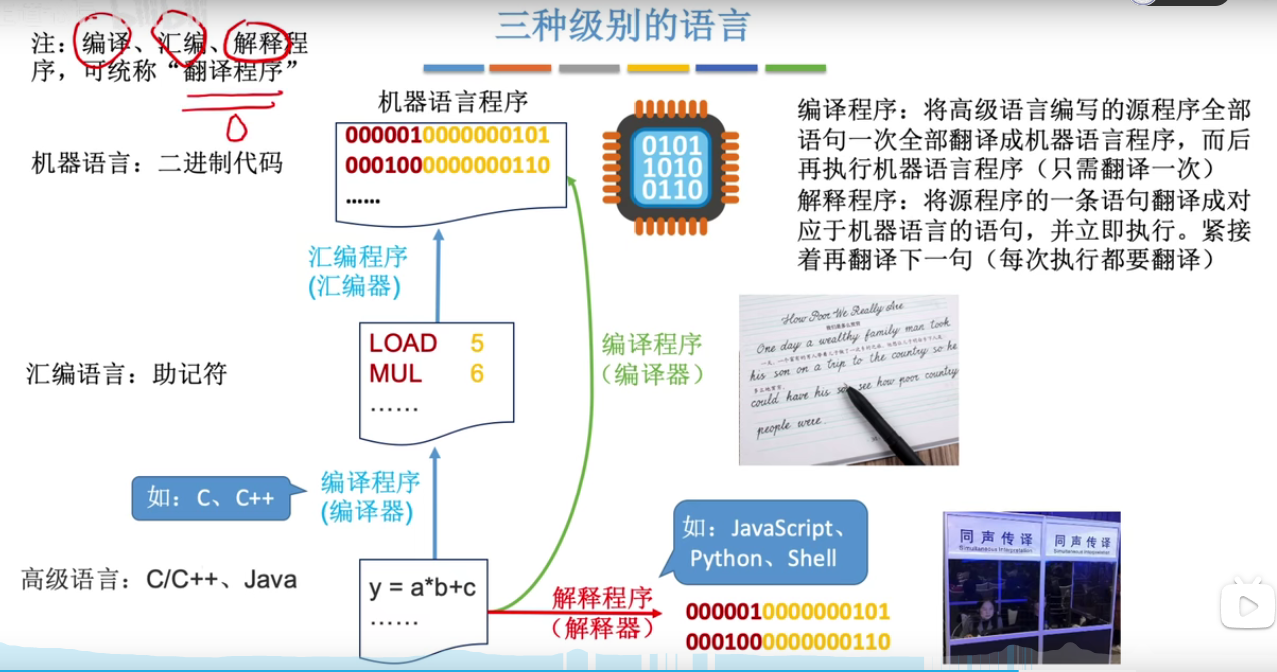 三种级别的语言
注：编译、汇编、解释程
序，可统称“翻译程序”
机器语言程序
0000010000000101
0001000000000110
......
0101
1010
0110
机器语言：二进制代码
编译程序：将高级语言编写的源程序全部
语句一次全部翻译成机器语言程序，而后
再执行机器语言程序（只需翻译一次）
解释程序：将源程序的一条语句翻译成对
应于机器语言的语句，并立即执行。紧接
着再翻译下一句（每次执行都要翻译）
汇编程序
(汇编器)
汇编语言：助记符
LOAD 5
MUL 6
......
编译程序
（编译器）
How Poor We Really Are
One day a wealthy family man took
his son on a trip to the country so he
could have his son see how poor country
people were.
如：C、C++
编译程序
(编译器)
高级语言：C/C++、Java
y = a*b+c
......
如：JavaScript、
Python、Shell
解释程序
（解释器）
0000010000000101
0001000000000110
同声传译
Simultaneous Interpretation
同声传译
Simultaneous Interpretation